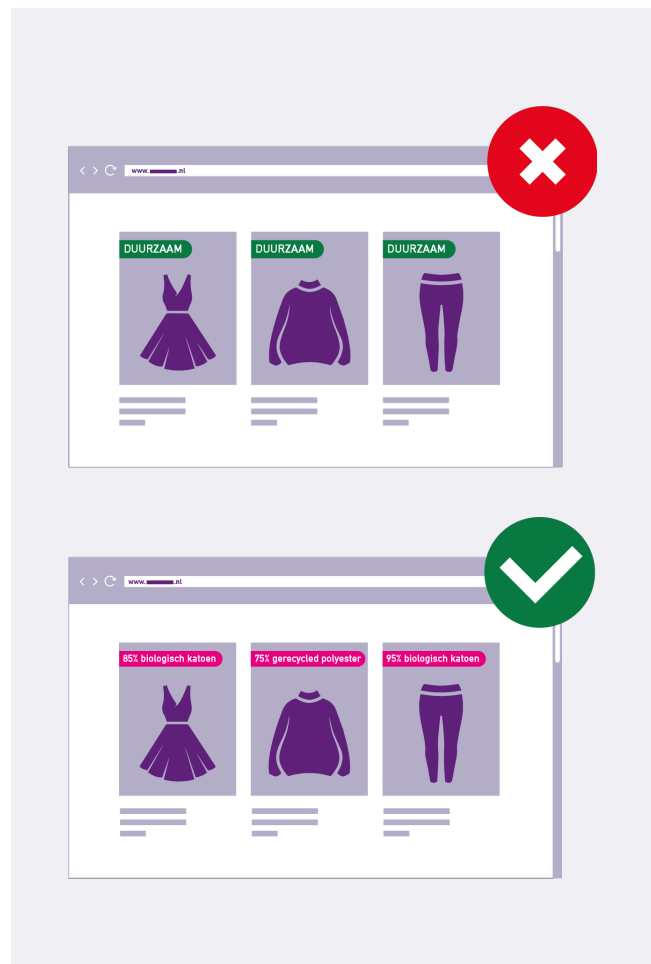 www. .nl
DUURZAAM DUURZAAM DUURZAAM
www. .nl
85% biologisch katoen 75% gerecycled polyester 95% biologisch katoen